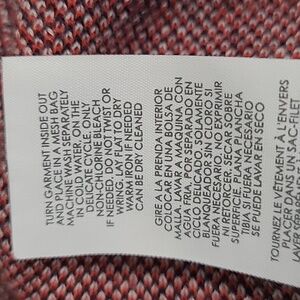 TURN GARMENT INSIDE OUT
AND PLACE IN A MESH BAG
MACHINE WASH SEPARATELY
IN COLD WATER, ON THE
DELICATE CYCLE. ONLY
NON-CHLORINE BLEACH
IF NEEDED. DO NOT TWIST OR
WRING. LAY FLAT TO DRY
WARM IRON IF NEEDED
CAN BE DRY CLEANED
GIRE LA PRENDA INTERIOR
COLOCAR EN UNA BOLSA DE
MALLA. LAVAR A MAQUINA CON
AGUA FRIA, POR SEPARADO EN
CICLO DELICADO. UNICAMENTE
BLANQUEADOR SIN CLORO SI
FUERA NECESARIO. NO EXPRIMIR
NI RETORCER. SECAR SOBRE
SUPERFICIE PLANA. PLANCHA
TIBIA SI FUERA NECESARIO
SE PUEDE LAVAR EN SECO
TOURNEZ LE VÊTEMENT À L'ENVERS
PLACER DANS UN SAC-FILET